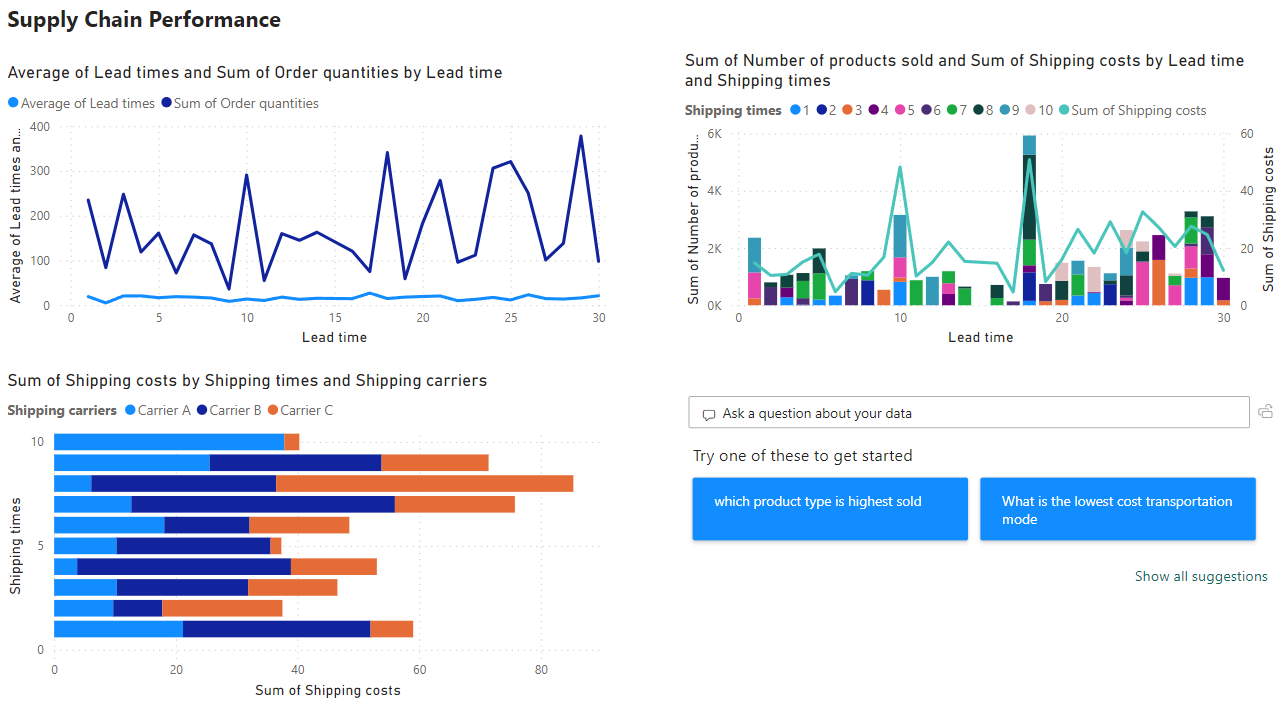 Supply Chain Performance
Average of Lead times and Sum of Order quantities by Lead time
Average of Lead times
Sum of Order quantities
Average of Lead times an...
400
300
200
100
0
0
5
10
15
20
25
30
Lead time
Sum of Number of products sold and Sum of Shipping costs by Lead time
and Shipping times
Shipping times
1
2
3
4
5
6
7
8
9
10
Sum of Shipping costs
Sum of Number of produ...
6K
4K
2K
0K
60
40
20
0
Sum of Shipping costs
0
10
20
30
Lead time
Sum of Shipping costs by Shipping times and Shipping carriers
Shipping carriers
Carrier A
Carrier B
Carrier C
Shipping times
10
5
0
0
20
40
60
80
Sum of Shipping costs
Ask a question about your data
Try one of these to get started
which product type is highest sold
What is the lowest cost transportation
mode
Show all suggestions